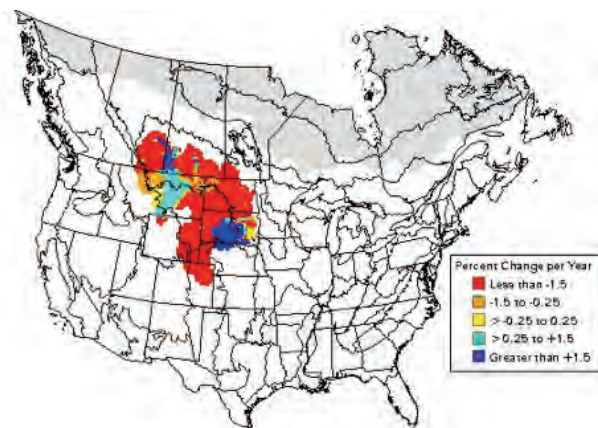 Percent Change per Year
Less than -1.5
-1.5 to -0.25
> -0.25 to 0.25
> 0.25 to +1.5
Greater than +1.5